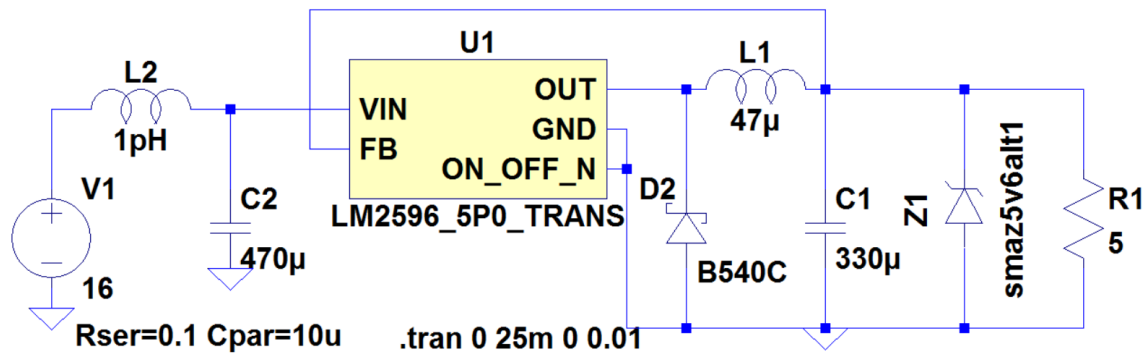 U1
L2
1pH
VIN
FB
OUT
GND
ON_OFF_N
LM2596_5P0_TRANS
L1
47µ
V1
16
Rser=0.1 Cpar=10u
C2
470µ
.tran 0 25m 0 0.01
D2
B540C
C1
330µ
Z1
smaz5v6alt1
R1
5